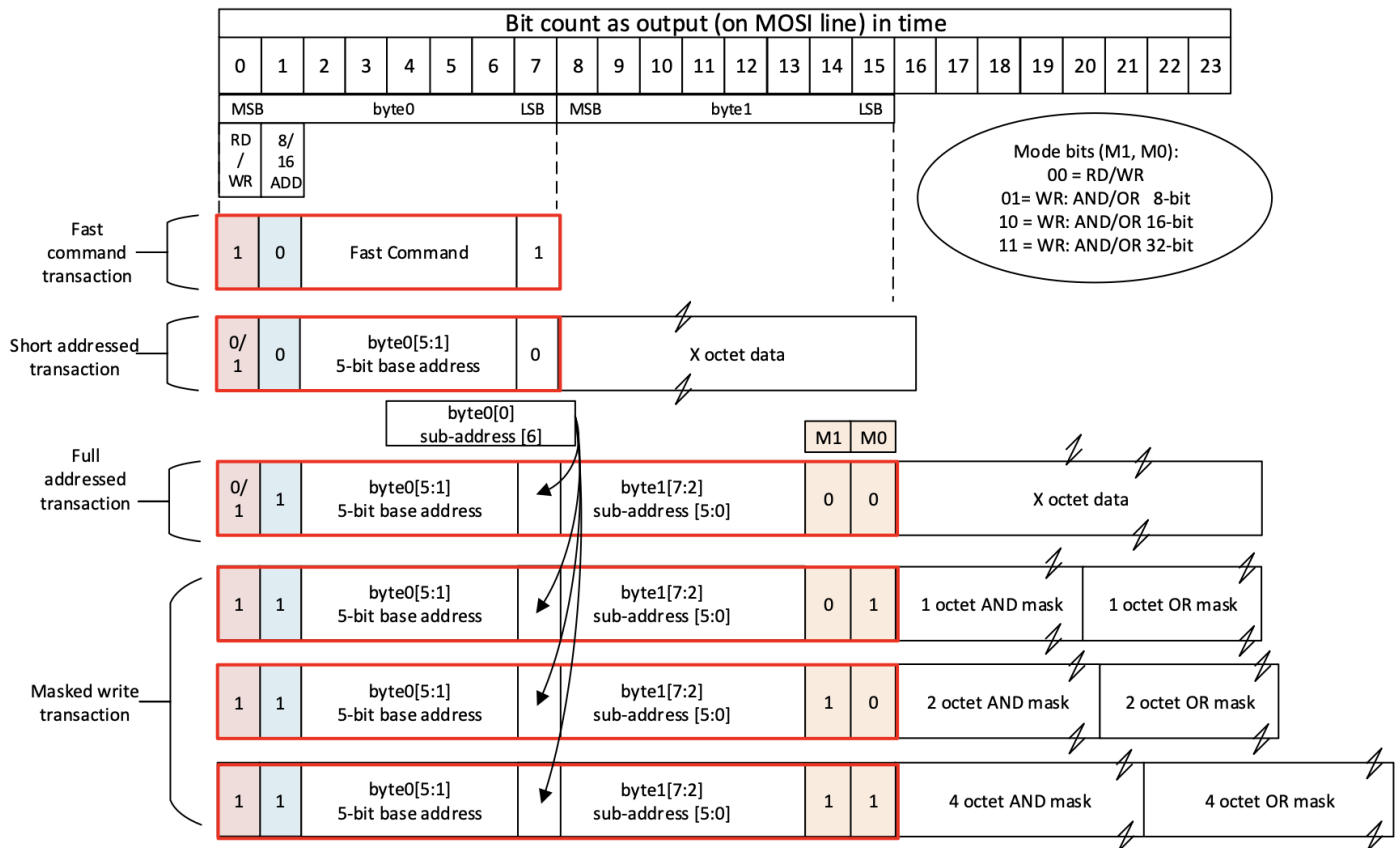 Bit count as output (on MOSI line) in time
0 1 2 3 4 5 6 7 8 9 10 11 12 13 14 15 16 17 18 19 20 21 22 23
MSB byte0 LSB MSB byte1 LSB
RD
/
WR
8/
16
ADD
Mode bits (M1, M0):
00 = RD/WR
01= WR: AND/OR 8-bit
10 = WR: AND/OR 16-bit
11 = WR: AND/OR 32-bit
Fast
command
transaction
1 0 Fast Command 1
Short addressed
transaction
0/
1
0
byte0[5:1]
5-bit base address
0
X octet data
byte0[0]
sub-address [6]
M1 M0
Full
addressed
transaction
0/
1
1
byte0[5:1]
5-bit base address
byte1[7:2]
sub-address [5:0]
0 0
X octet data
Masked write
transaction
1 1
byte0[5:1]
5-bit base address
byte1[7:2]
sub-address [5:0]
0 1
1 octet AND mask
1 octet OR mask
1 1
byte0[5:1]
5-bit base address
byte1[7:2]
sub-address [5:0]
1 0
2 octet AND mask
2 octet OR mask
1 1
byte0[5:1]
5-bit base address
byte1[7:2]
sub-address [5:0]
1 1
4 octet AND mask
4 octet OR mask